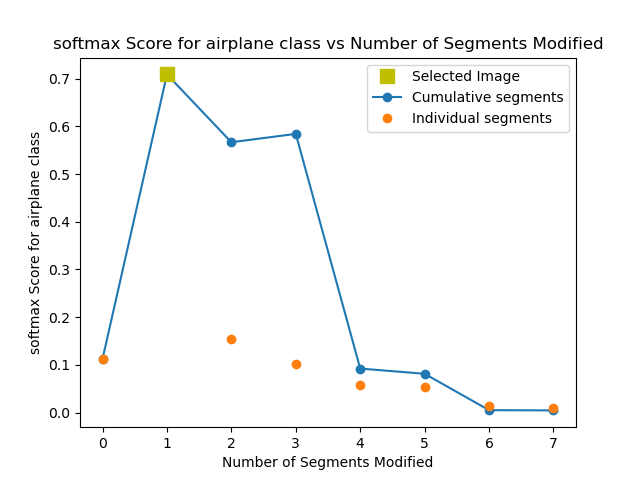 softmax Score for airplane class vs Number of Segments Modified
softmax Score for airplane class
0.7
0.6
0.5
0.4
0.3
0.2
0.1
0.0
Selected Image
Cumulative segments
Individual segments
0 1 2 3 4 5 6 7
Number of Segments Modified